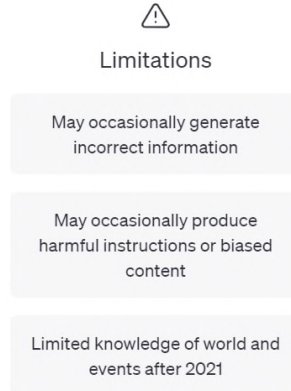 Limitations
May occasionally generate
incorrect information
May occasionally produce
harmful instructions or biased
content
Limited knowledge of world and
events after 2021